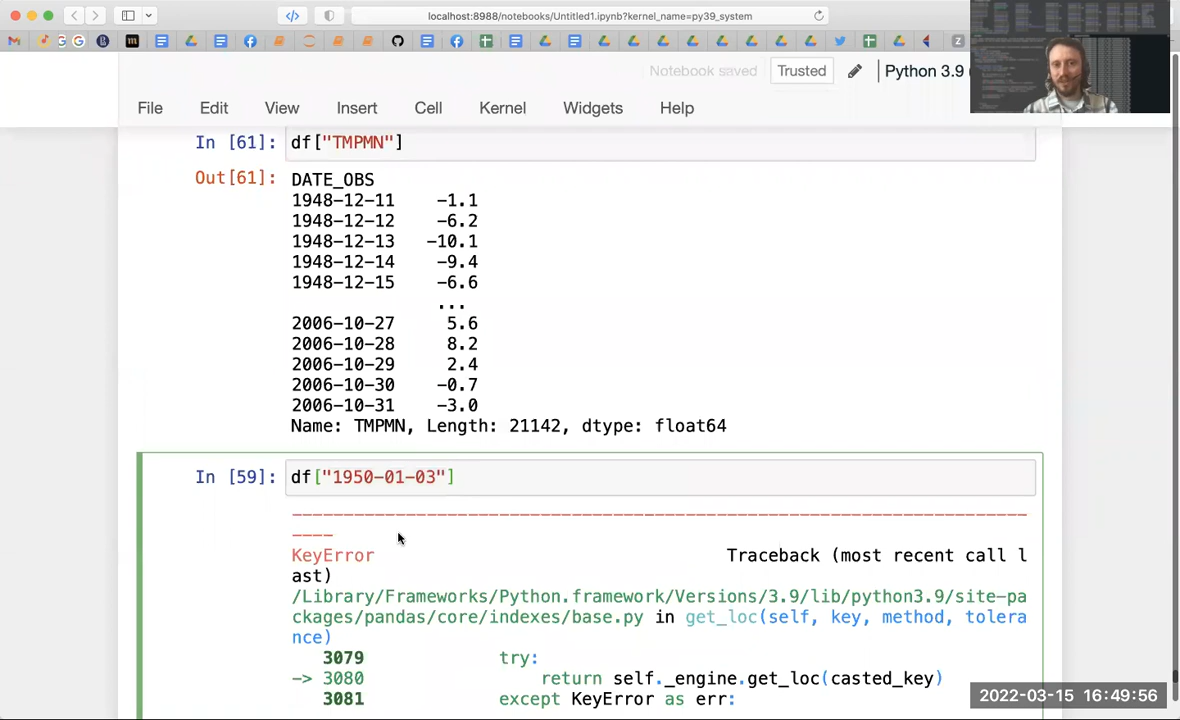 localhost:8988/notebooks/Untitled1.ipynb?kernel_name=py39_system
Notebook saved Trusted Python 3.9
File Edit View Insert Cell Kernel Widgets Help
In [61]: df["TMPMN"]
Out[61]: DATE_OBS
1948-12-11 -1.1
1948-12-12 -6.2
1948-12-13 -10.1
1948-12-14 -9.4
1948-12-15 -6.6
...
2006-10-27 5.6
2006-10-28 8.2
2006-10-29 2.4
2006-10-30 -0.7
2006-10-31 -3.0
Name: TMPMN, Length: 21142, dtype: float64
In [59]: df["1950-01-03"]
---------------------------------------------------------------------------
KeyError Traceback (most recent call l
ast)
/Library/Frameworks/Python.framework/Versions/3.9/lib/python3.9/site-pa
ckages/pandas/core/indexes/base.py in get_loc(self, key, method, tolera
nce)
3079 try:
-> 3080 return self._engine.get_loc(casted_key)
3081 except KeyError as err:
2022-03-15 16:49:56